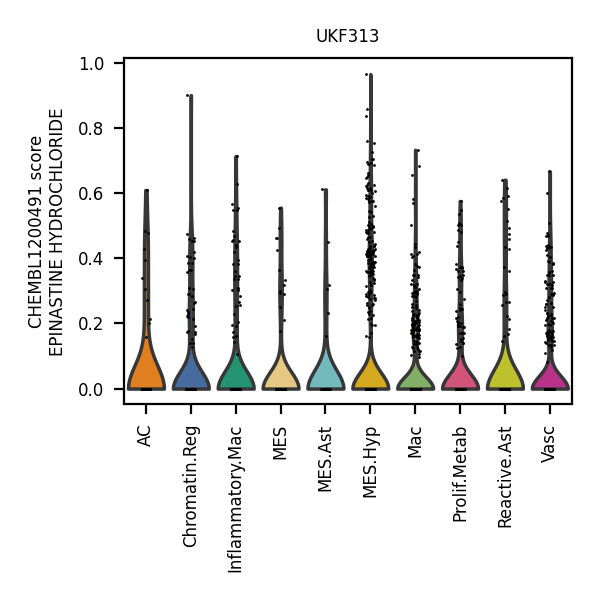 UKF313
CHEMBL1200491 score
EPINASTINE HYDROCHLORIDE
1.0
0.8
0.6
0.4
0.2
0.0
AC
Chromatin.Reg
Inflammatory.Mac
MES
MES.Ast
MES.Hyp
Mac
Prolif.Metab
Reactive.Ast
Vasc